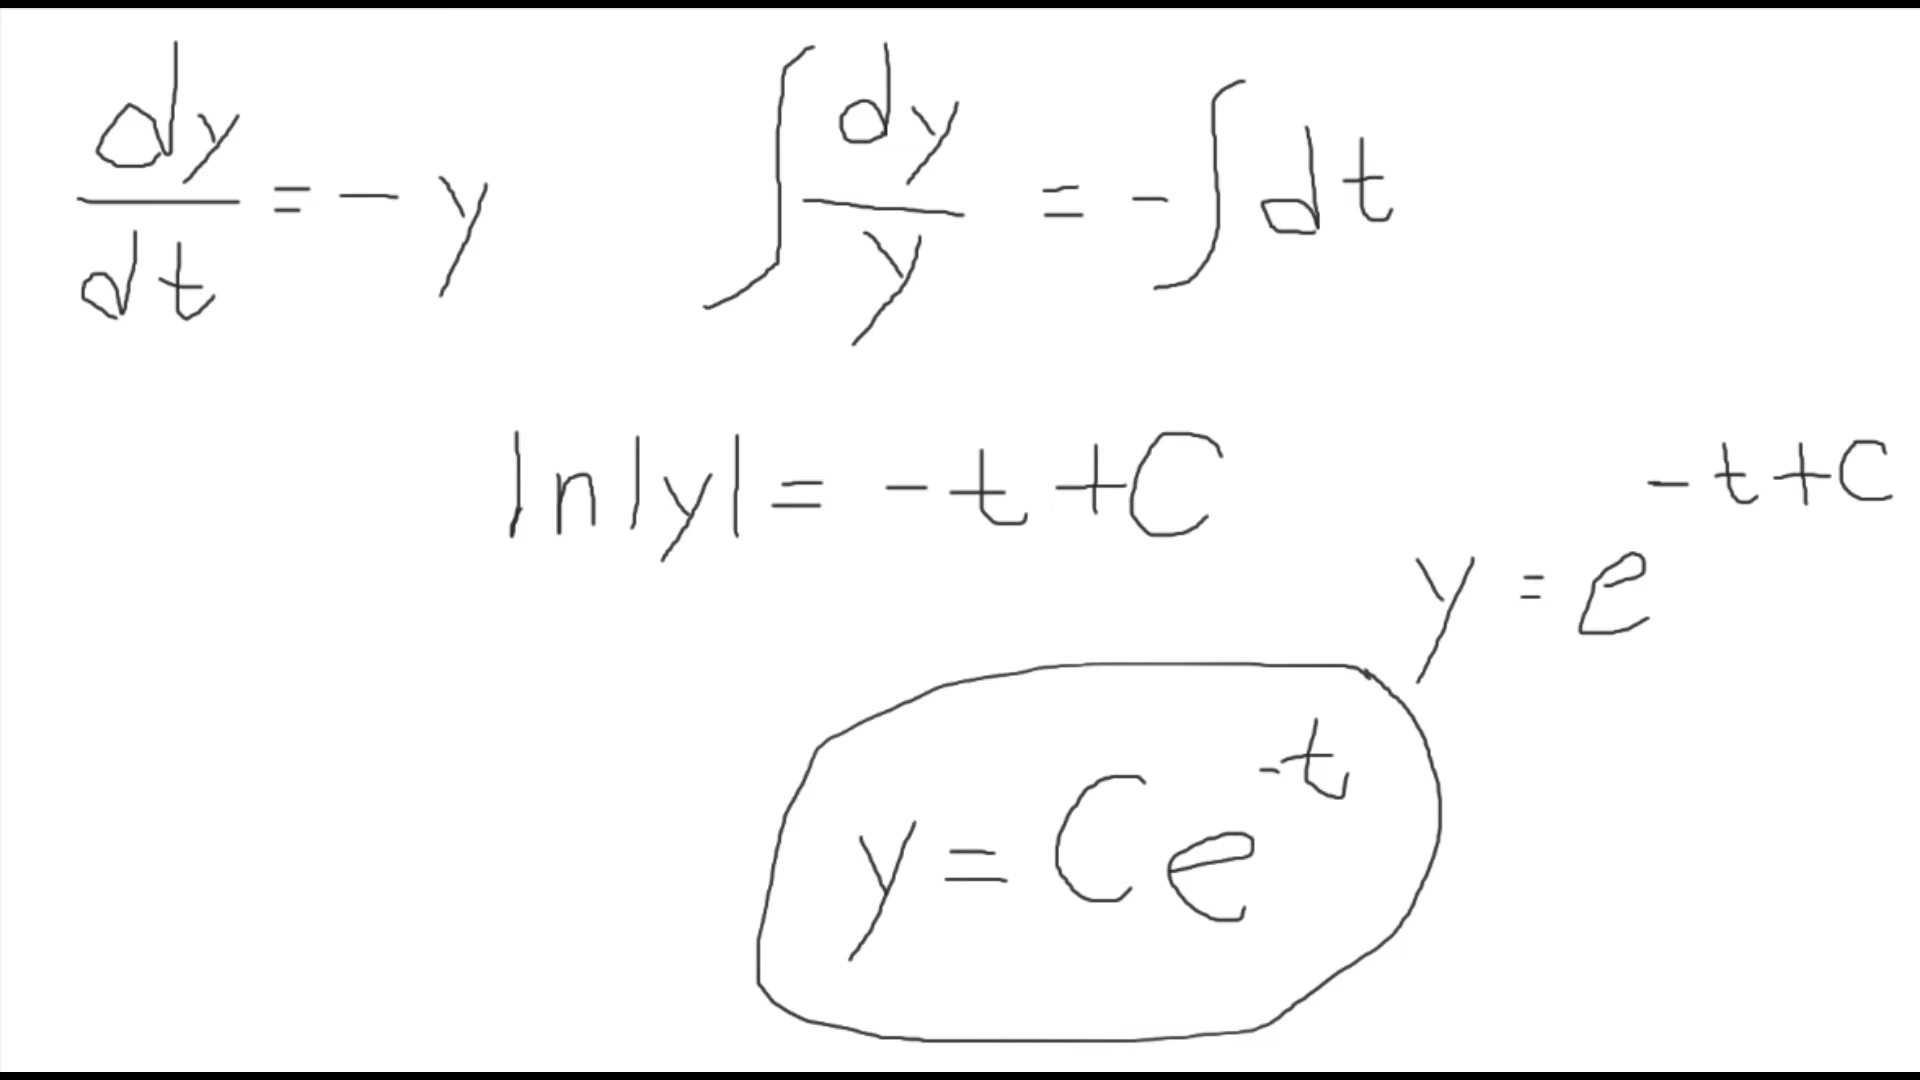 dy/dt = - y
∫ dy/y = - ∫ dt
ln|y| = - t + C
y = e^(- t + C)
y = Ce^(-t)